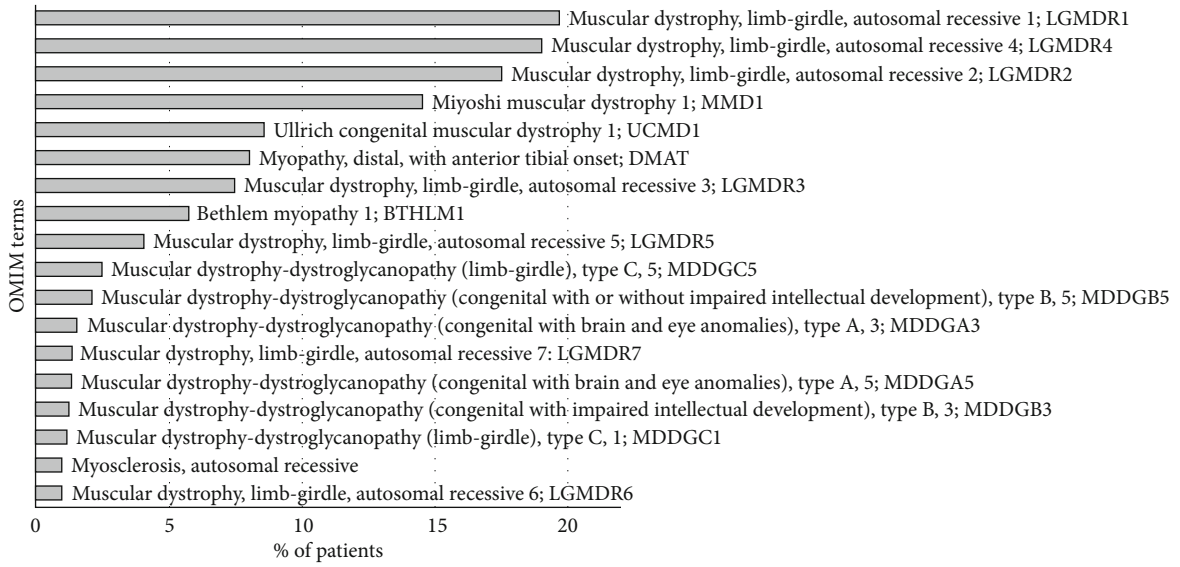 Muscular dystrophy, limb-girdle, autosomal recessive 1; LGMDR1
Muscular dystrophy, limb-girdle, autosomal recessive 4; LGMDR4
Muscular dystrophy, limb-girdle, autosomal recessive 2; LGMDR2
Miyoshi muscular dystrophy 1; MMD1
Ullrich congenital muscular dystrophy 1; UCMD1
Myopathy, distal, with anterior tibial onset; DMAT
Muscular dystrophy, limb-girdle, autosomal recessive 3; LGMDR3
Bethlem myopathy 1; BTHLM1
Muscular dystrophy, limb-girdle, autosomal recessive 5; LGMDR5
Muscular dystrophy-dystroglycanopathy (limb-girdle), type C, 5; MDDGC5
Muscular dystrophy-dystroglycanopathy (congenital with or without impaired intellectual development), type B, 5; MDDGB5
Muscular dystrophy-dystroglycanopathy (congenital with brain and eye anomalies), type A, 3; MDDGA3
Muscular dystrophy, limb-girdle, autosomal recessive 7: LGMDR7
Muscular dystrophy-dystroglycanopathy (congenital with brain and eye anomalies), type A, 5; MDDGA5
Muscular dystrophy-dystroglycanopathy (congenital with impaired intellectual development), type B, 3; MDDGB3
Muscular dystrophy-dystroglycanopathy (limb-girdle), type C, 1; MDDGC1
Myosclerosis, autosomal recessive
Muscular dystrophy, limb-girdle, autosomal recessive 6; LGMDR6
OMIM terms
0 5 10 15 20
% of patients